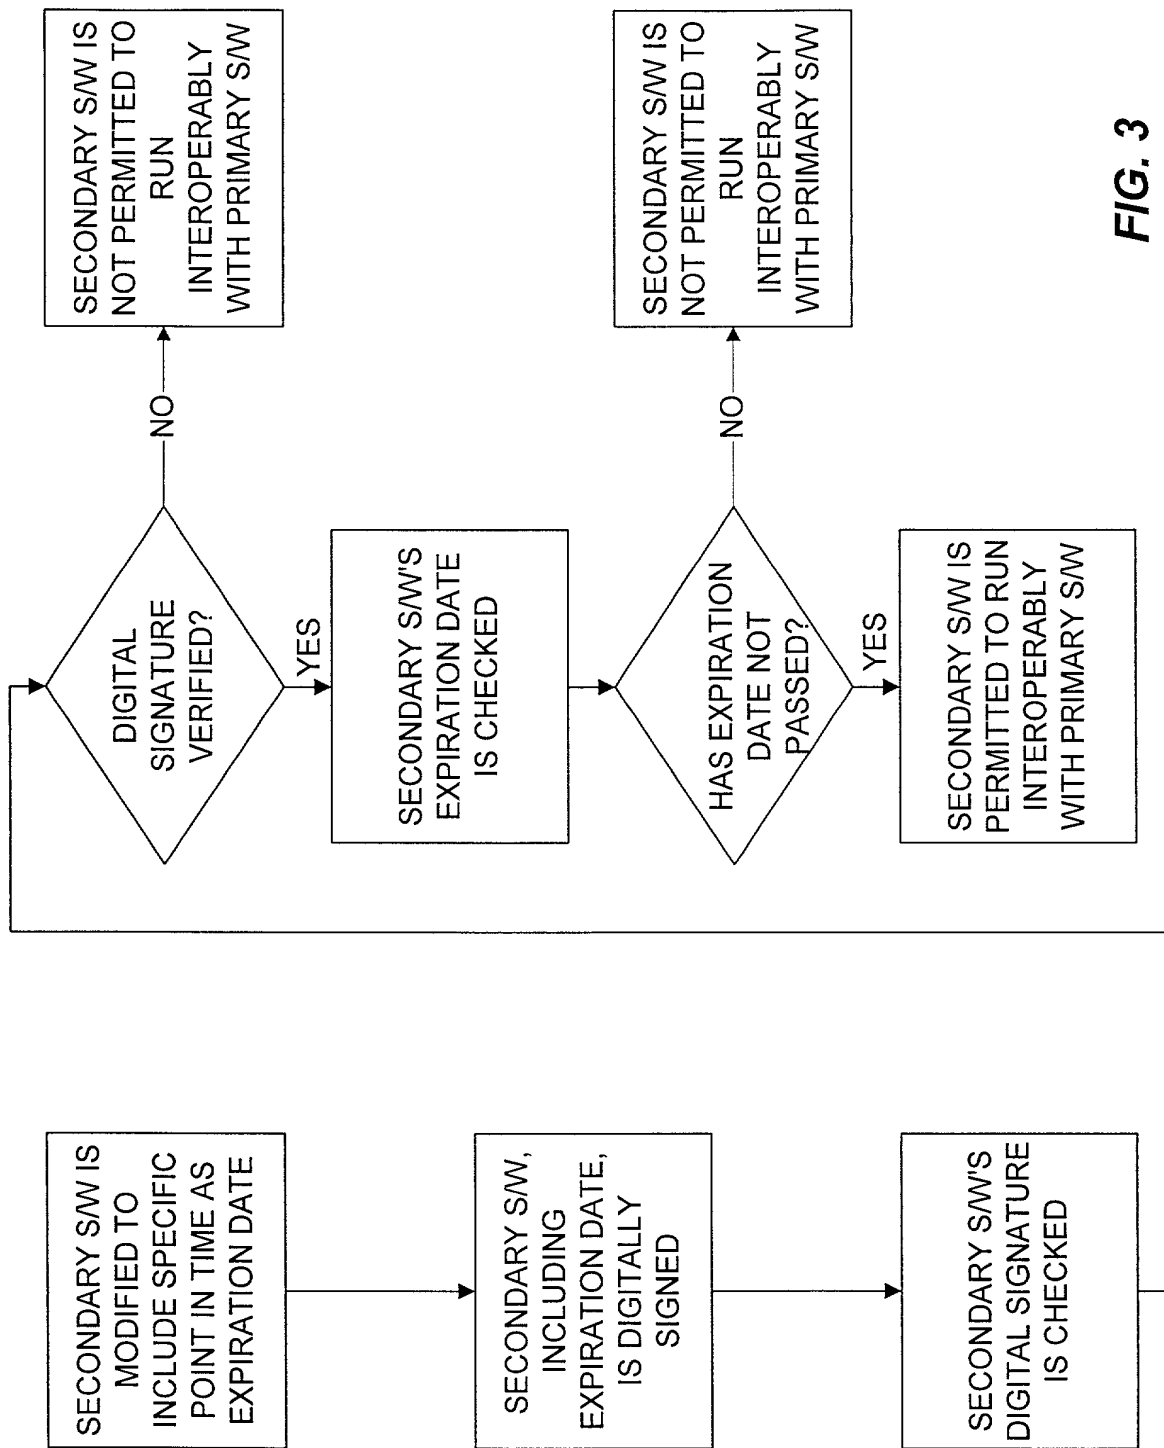 SECONDARY S/W IS
MODIFIED TO
INCLUDE SPECIFIC
POINT IN TIME AS
EXPIRATION DATE
SECONDARY S/W,
INCLUDING
EXPIRATION DATE,
IS DIGITALLY
SIGNED
SECONDARY S/W'S
DIGITAL SIGNATURE
IS CHECKED
DIGITAL
SIGNATURE
VERIFIED?
NO
SECONDARY S/W IS
NOT PERMITTED TO
RUN
INTEROPERABLY
WITH PRIMARY S/W
YES
SECONDARY S/W'S
EXPIRATION DATE
IS CHECKED
HAS EXPIRATION
DATE NOT
PASSED?
NO
SECONDARY S/W IS
NOT PERMITTED TO
RUN
INTEROPERABLY
WITH PRIMARY S/W
YES
SECONDARY S/W IS
PERMITTED TO RUN
INTEROPERABLY
WITH PRIMARY S/W
FIG. 3